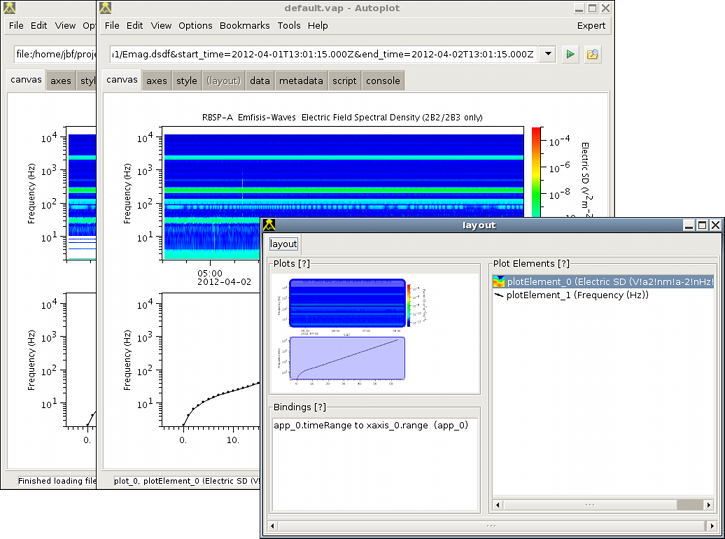 default.vap - Autoplot
File Edit View Op
File Edit View Options Bookmarks Tools Help Expert
file:/home/jbf/proje
1/Emag.dsdf&start_time=2012-04-01T13:01:15.000Z&end_time=2012-04-02T13:01:15.000Z
canvas axes sty
canvas axes style (layout) data metadata script console
RBSP-A Emfisis-Waves Electric Field Spectral Density (2B2/2B3 only)
10^4
10^3
10^2
10^1
Frequency (Hz)
10^4
10^3
10^2
10^1
Frequency (Hz)
10^-4
10^-6
10^-8
Electric SD (V^2 m^-2
05:00
2012-04-02
10^4
10^3
10^2
10^1
Frequency (Hz)
0.
10^4
10^3
10^2
10^1
Frequency (Hz)
0. 10.
Finished loading file
plot_0, plotElement_0 (Electric SD (V!
layout
layout
Plots [?]
Plot Elements [?]
plotElement_0 (Electric SD (V!a2!nm!a-2!nHz!
plotElement_1 (Frequency (Hz))
Bindings [?]
app_0.timeRange to xaxis_0.range (app_0)